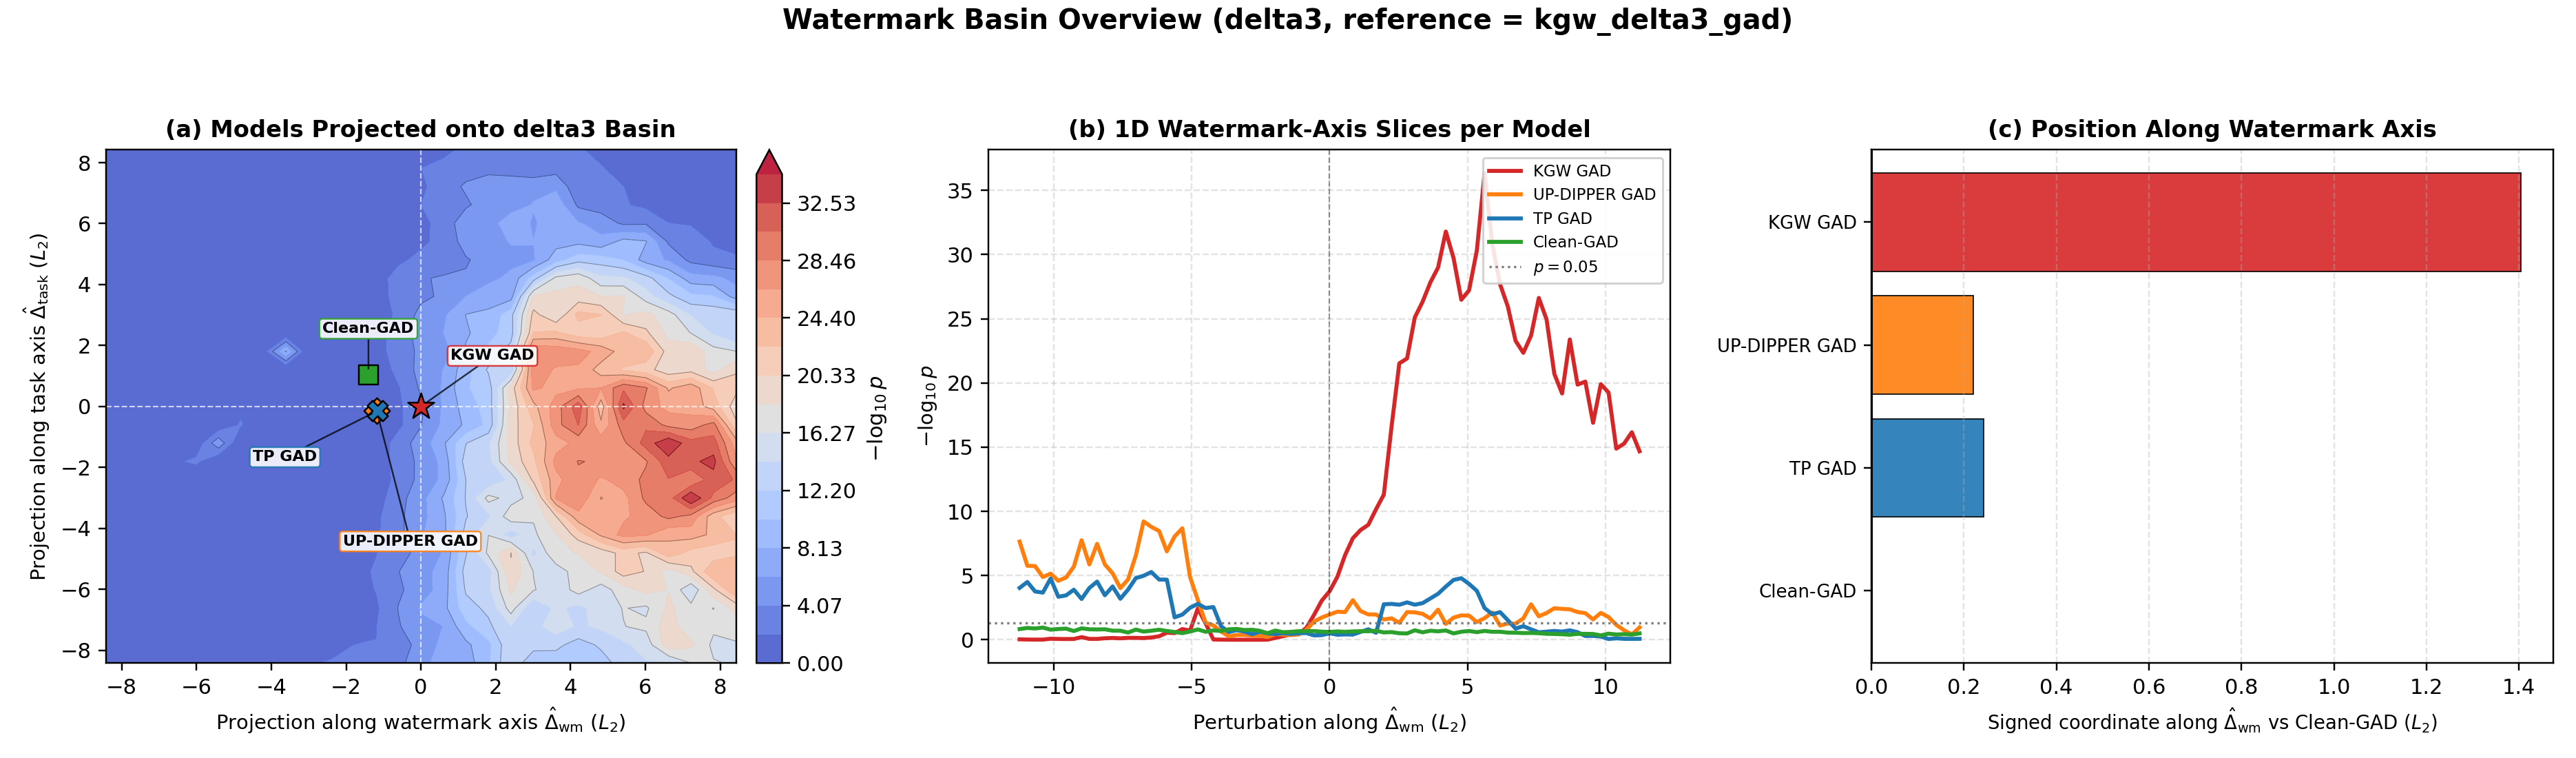 Watermark Basin Overview (delta3, reference = kgw_delta3_gad)
(a) Models Projected onto delta3 Basin
Projection along task axis Δ̂_task (L₂)
8
6
4
2
0
−2
−4
−6
−8
Clean-GAD
KGW GAD
TP GAD
UP-DIPPER GAD
−8 −6 −4 −2 0 2 4 6 8
Projection along watermark axis Δ̂_wm (L₂)
32.53
28.46
24.40
20.33
16.27
12.20
8.13
4.07
0.00
−log₁₀ p
(b) 1D Watermark-Axis Slices per Model
−log₁₀ p
35
30
25
20
15
10
5
0
KGW GAD
UP-DIPPER GAD
TP GAD
Clean-GAD
p = 0.05
−10 −5 0 5 10
Perturbation along Δ̂_wm (L₂)
(c) Position Along Watermark Axis
KGW GAD
UP-DIPPER GAD
TP GAD
Clean-GAD
0.0 0.2 0.4 0.6 0.8 1.0 1.2 1.4
Signed coordinate along Δ̂_wm vs Clean-GAD (L₂)